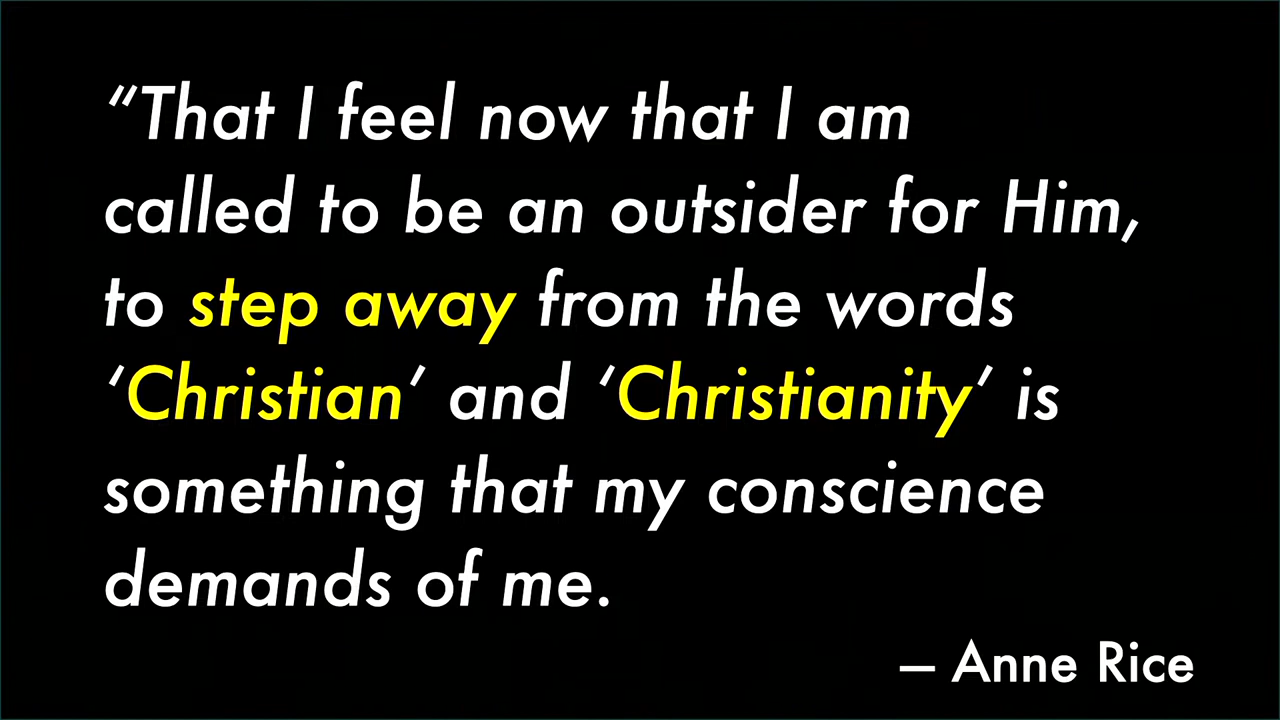 “That I feel now that I am
called to be an outsider for Him,
to step away from the words
‘Christian’ and ‘Christianity’ is
something that my conscience
demands of me.
— Anne Rice